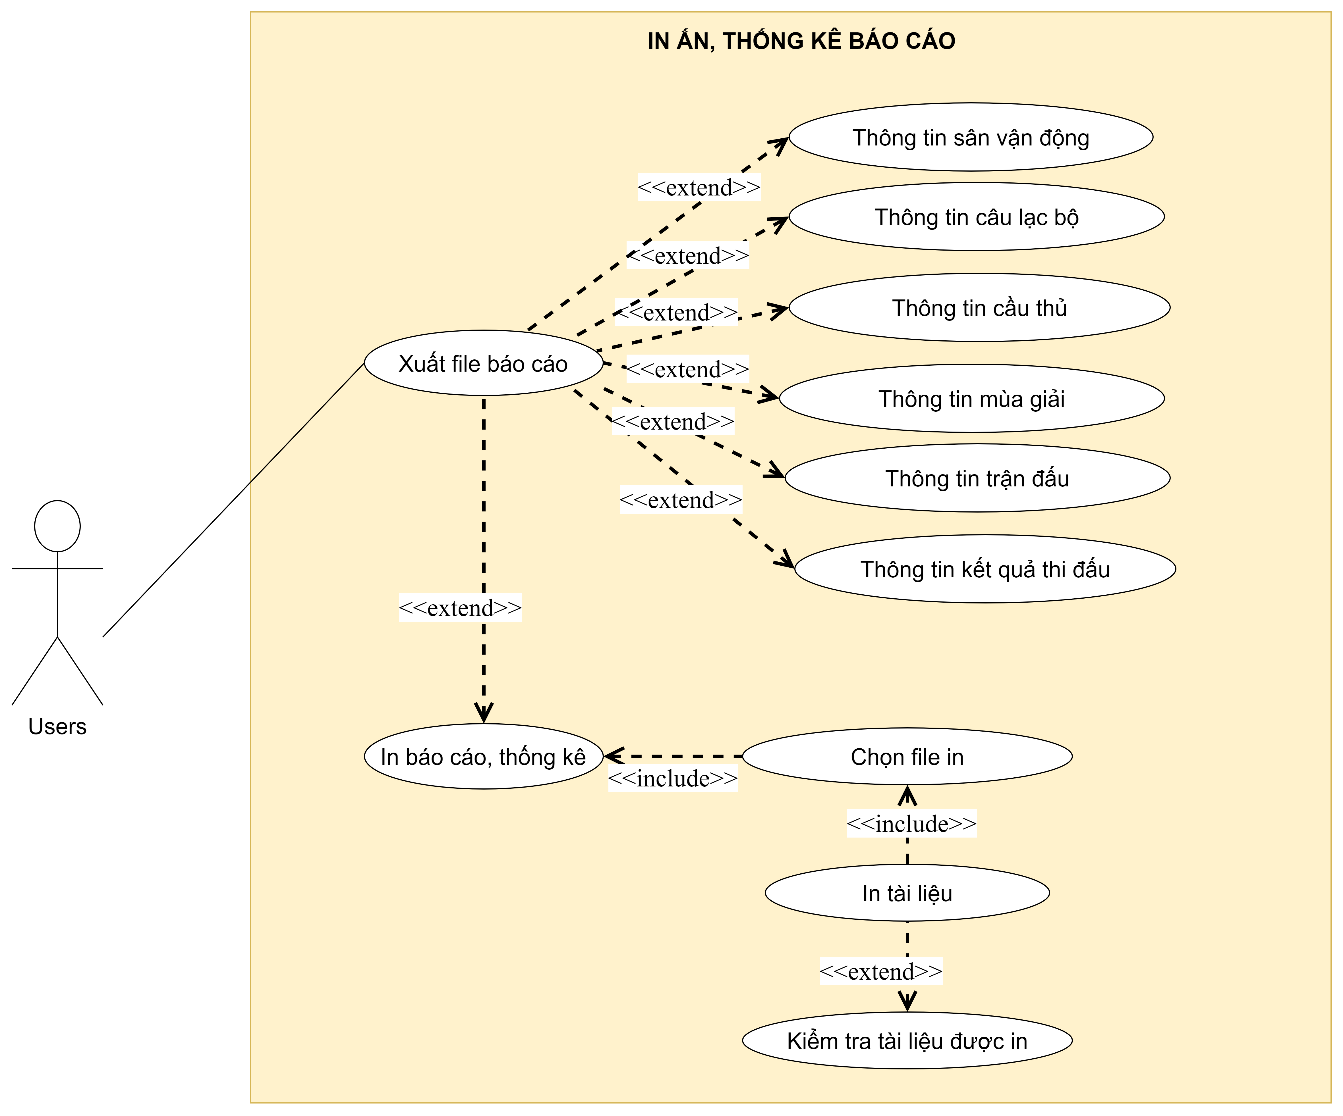 IN ẤN, THỐNG KÊ BÁO CÁO
Thông tin sân vận động
<<extend>>
Thông tin câu lạc bộ
<<extend>>
Thông tin cầu thủ
<<extend>>
Xuất file báo cáo
<<extend>>
Thông tin mùa giải
<<extend>>
Thông tin trận đấu
<<extend>>
Thông tin kết quả thi đấu
<<extend>>
Users
In báo cáo, thống kê
<<include>>
Chọn file in
<<include>>
In tài liệu
<<extend>>
Kiểm tra tài liệu được in